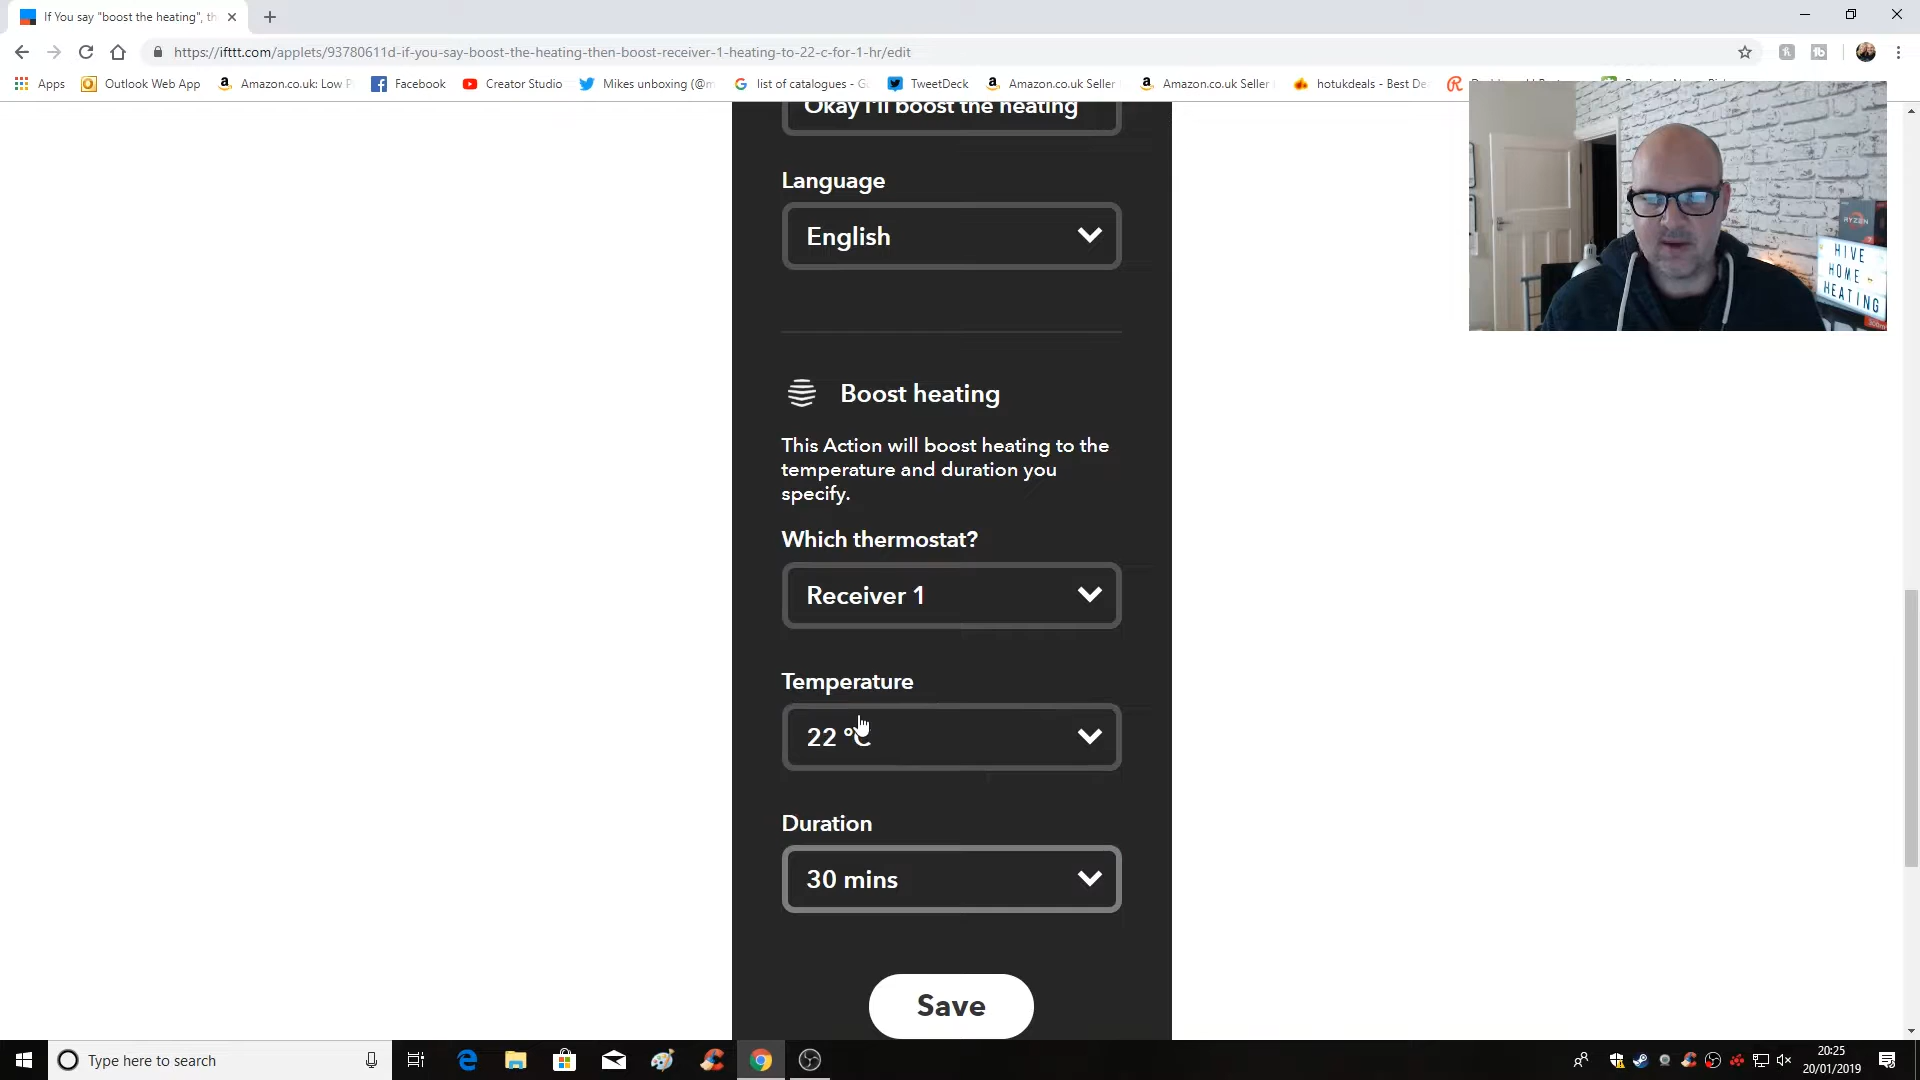 If You say "boost the heating", th
https://ifttt.com/applets/93780611d-if-you-say-boost-the-heating-then-boost-receiver-1-heating-to-22-c-for-1-hr/edit
Apps Outlook Web App Amazon.co.uk: Low P Facebook Creator Studio Mikes unboxing (@m list of catalogues - G TweetDeck Amazon.co.uk Seller Amazon.co.uk Seller hotukdeals - Best De
Okay I'll boost the heating
Language
English
RYZEN
HIVE
HOME
HEATING
Boost heating
This Action will boost heating to the
temperature and duration you
specify.
Which thermostat?
Receiver 1
Temperature
22 °C
Duration
30 mins
Save
Type here to search
20:25
20/01/2019